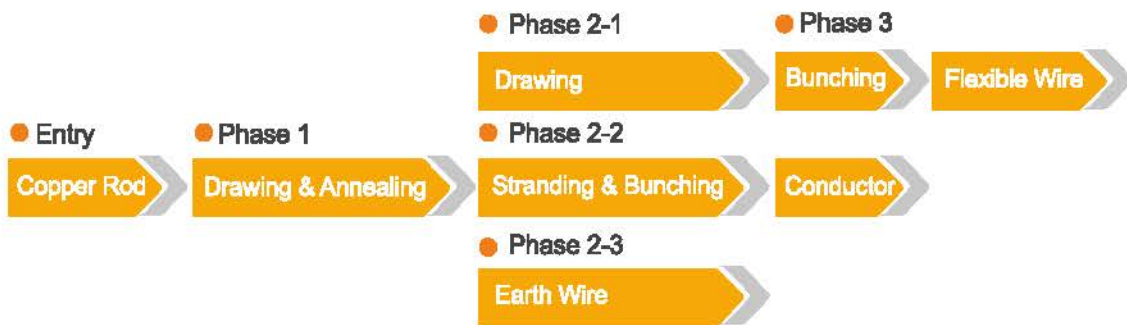 Phase 2-1
Phase 3
Drawing
Bunching
Flexible Wire
Entry
Phase 1
Phase 2-2
Copper Rod
Drawing & Annealing
Stranding & Bunching
Conductor
Phase 2-3
Earth Wire